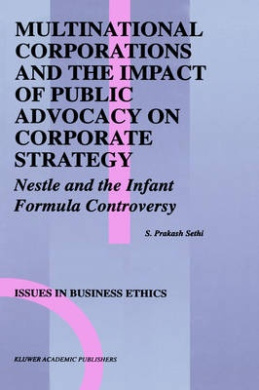 MULTINATIONAL
CORPORATIONS
AND THE IMPACT
OF PUBLIC
ADVOCACY ON
CORPORATE
STRATEGY
Nestle and the Infant
Formula Controversy
S. Prakash Sethi
ISSUES IN BUSINESS ETHICS
KLUWER ACADEMIC PUBLISHERS